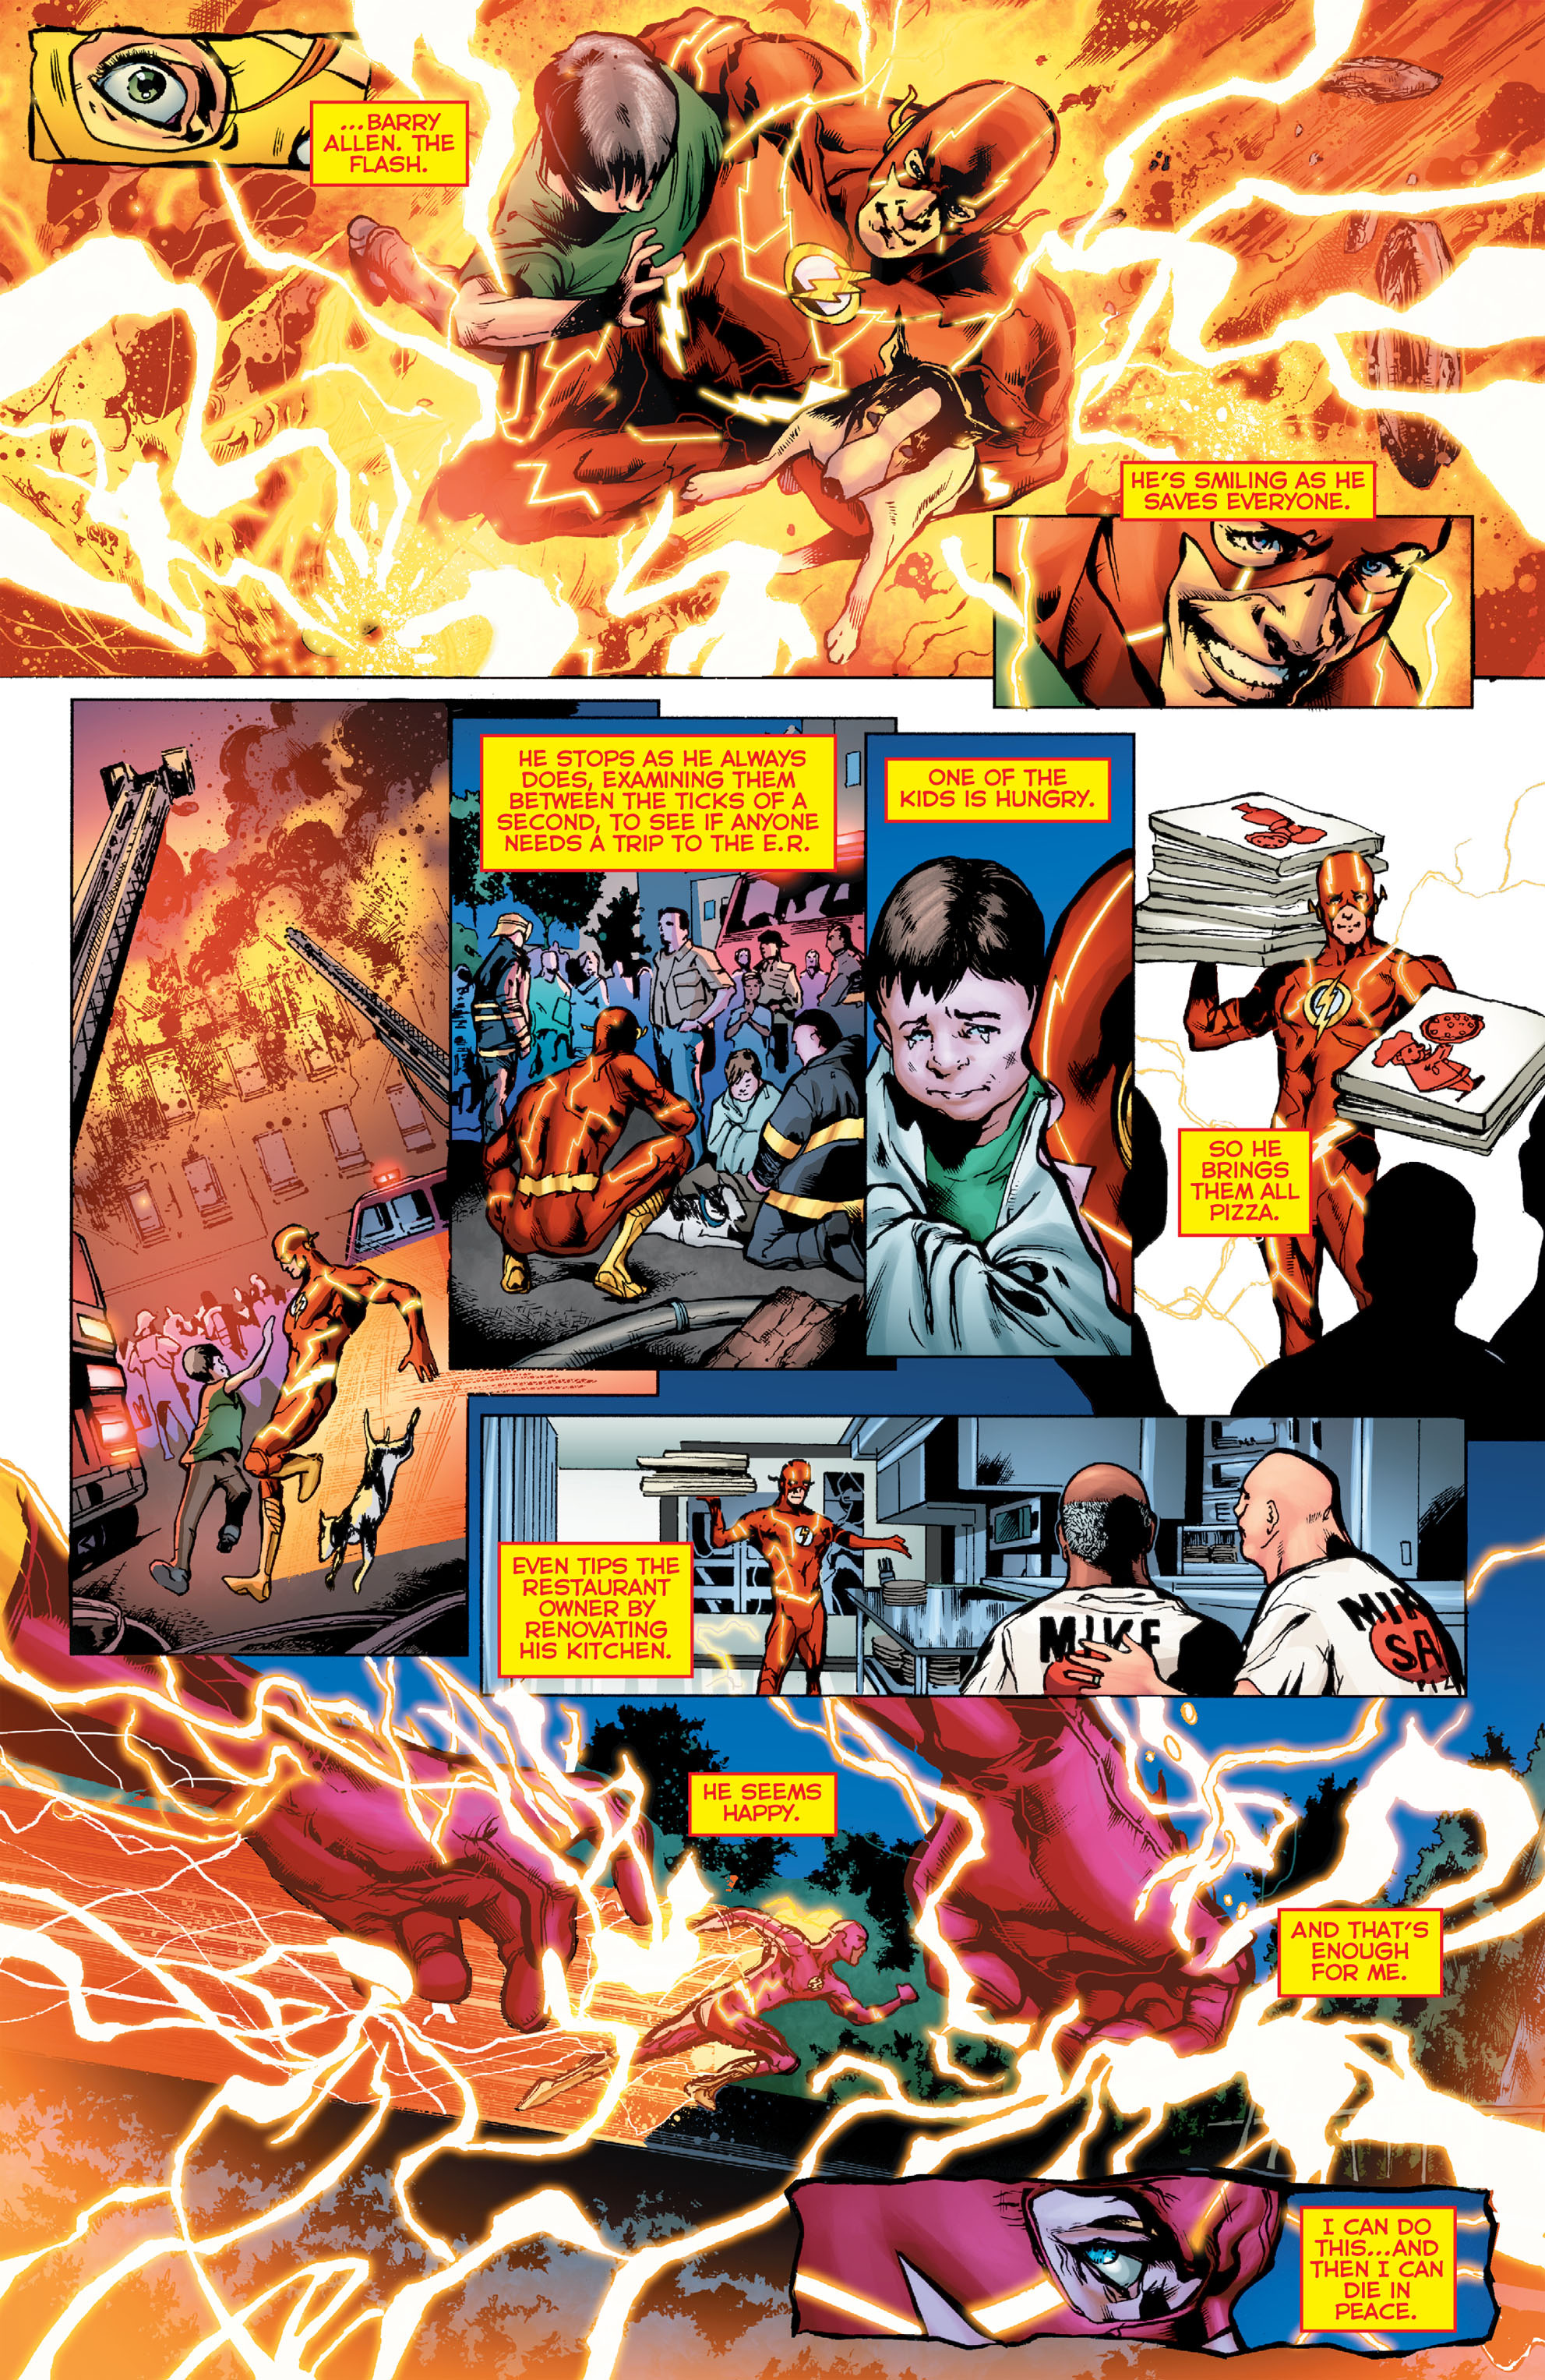 ...BARRY
ALLEN. THE
FLASH.
HE'S SMILING AS HE
SAVES EVERYONE.
HE STOPS AS HE ALWAYS
DOES, EXAMINING THEM
BETWEEN THE TICKS OF A
SECOND, TO SEE IF ANYONE
NEEDS A TRIP TO THE E.R.
ONE OF THE
KIDS IS HUNGRY.
SO HE
BRINGS
THEM ALL
PIZZA.
EVEN TIPS THE
RESTAURANT
OWNER BY
RENOVATING
HIS KITCHEN.
MIKE
MIK
SA
HE SEEMS
HAPPY.
AND THAT'S
ENOUGH
FOR ME.
I CAN DO
THIS...AND
THEN I CAN
DIE IN
PEACE.